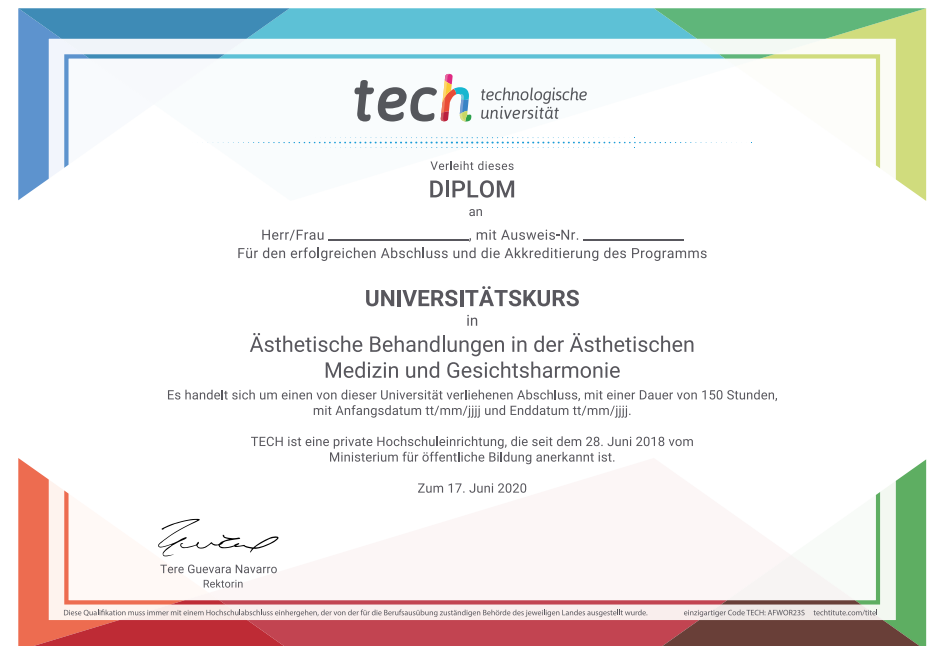 tech technologische
universität
Verleiht dieses
DIPLOM
an
Herr/Frau ____________, mit Ausweis-Nr. ____________
Für den erfolgreichen Abschluss und die Akkreditierung des Programms
UNIVERSITÄTSKURS
in
Ästhetische Behandlungen in der Ästhetischen
Medizin und Gesichtsharmonie
Es handelt sich um einen von dieser Universität verliehenen Abschluss, mit einer Dauer von 150 Stunden,
mit Anfangsdatum tt/mm/jjjj und Enddatum tt/mm/jjjj.
TECH ist eine private Hochschuleinrichtung, die seit dem 28. Juni 2018 vom
Ministerium für öffentliche Bildung anerkannt ist.
Zum 17. Juni 2020
Tere Guevara Navarro
Rektorin
Diese Qualifikation muss immer mit einem Hochschulabschluss einhergehen, der von der für die Berufsausübung zuständigen Behörde des jeweiligen Landes ausgestellt wurde. einzigartiger Code TECH: AFWOR23S techtitute.com/titel